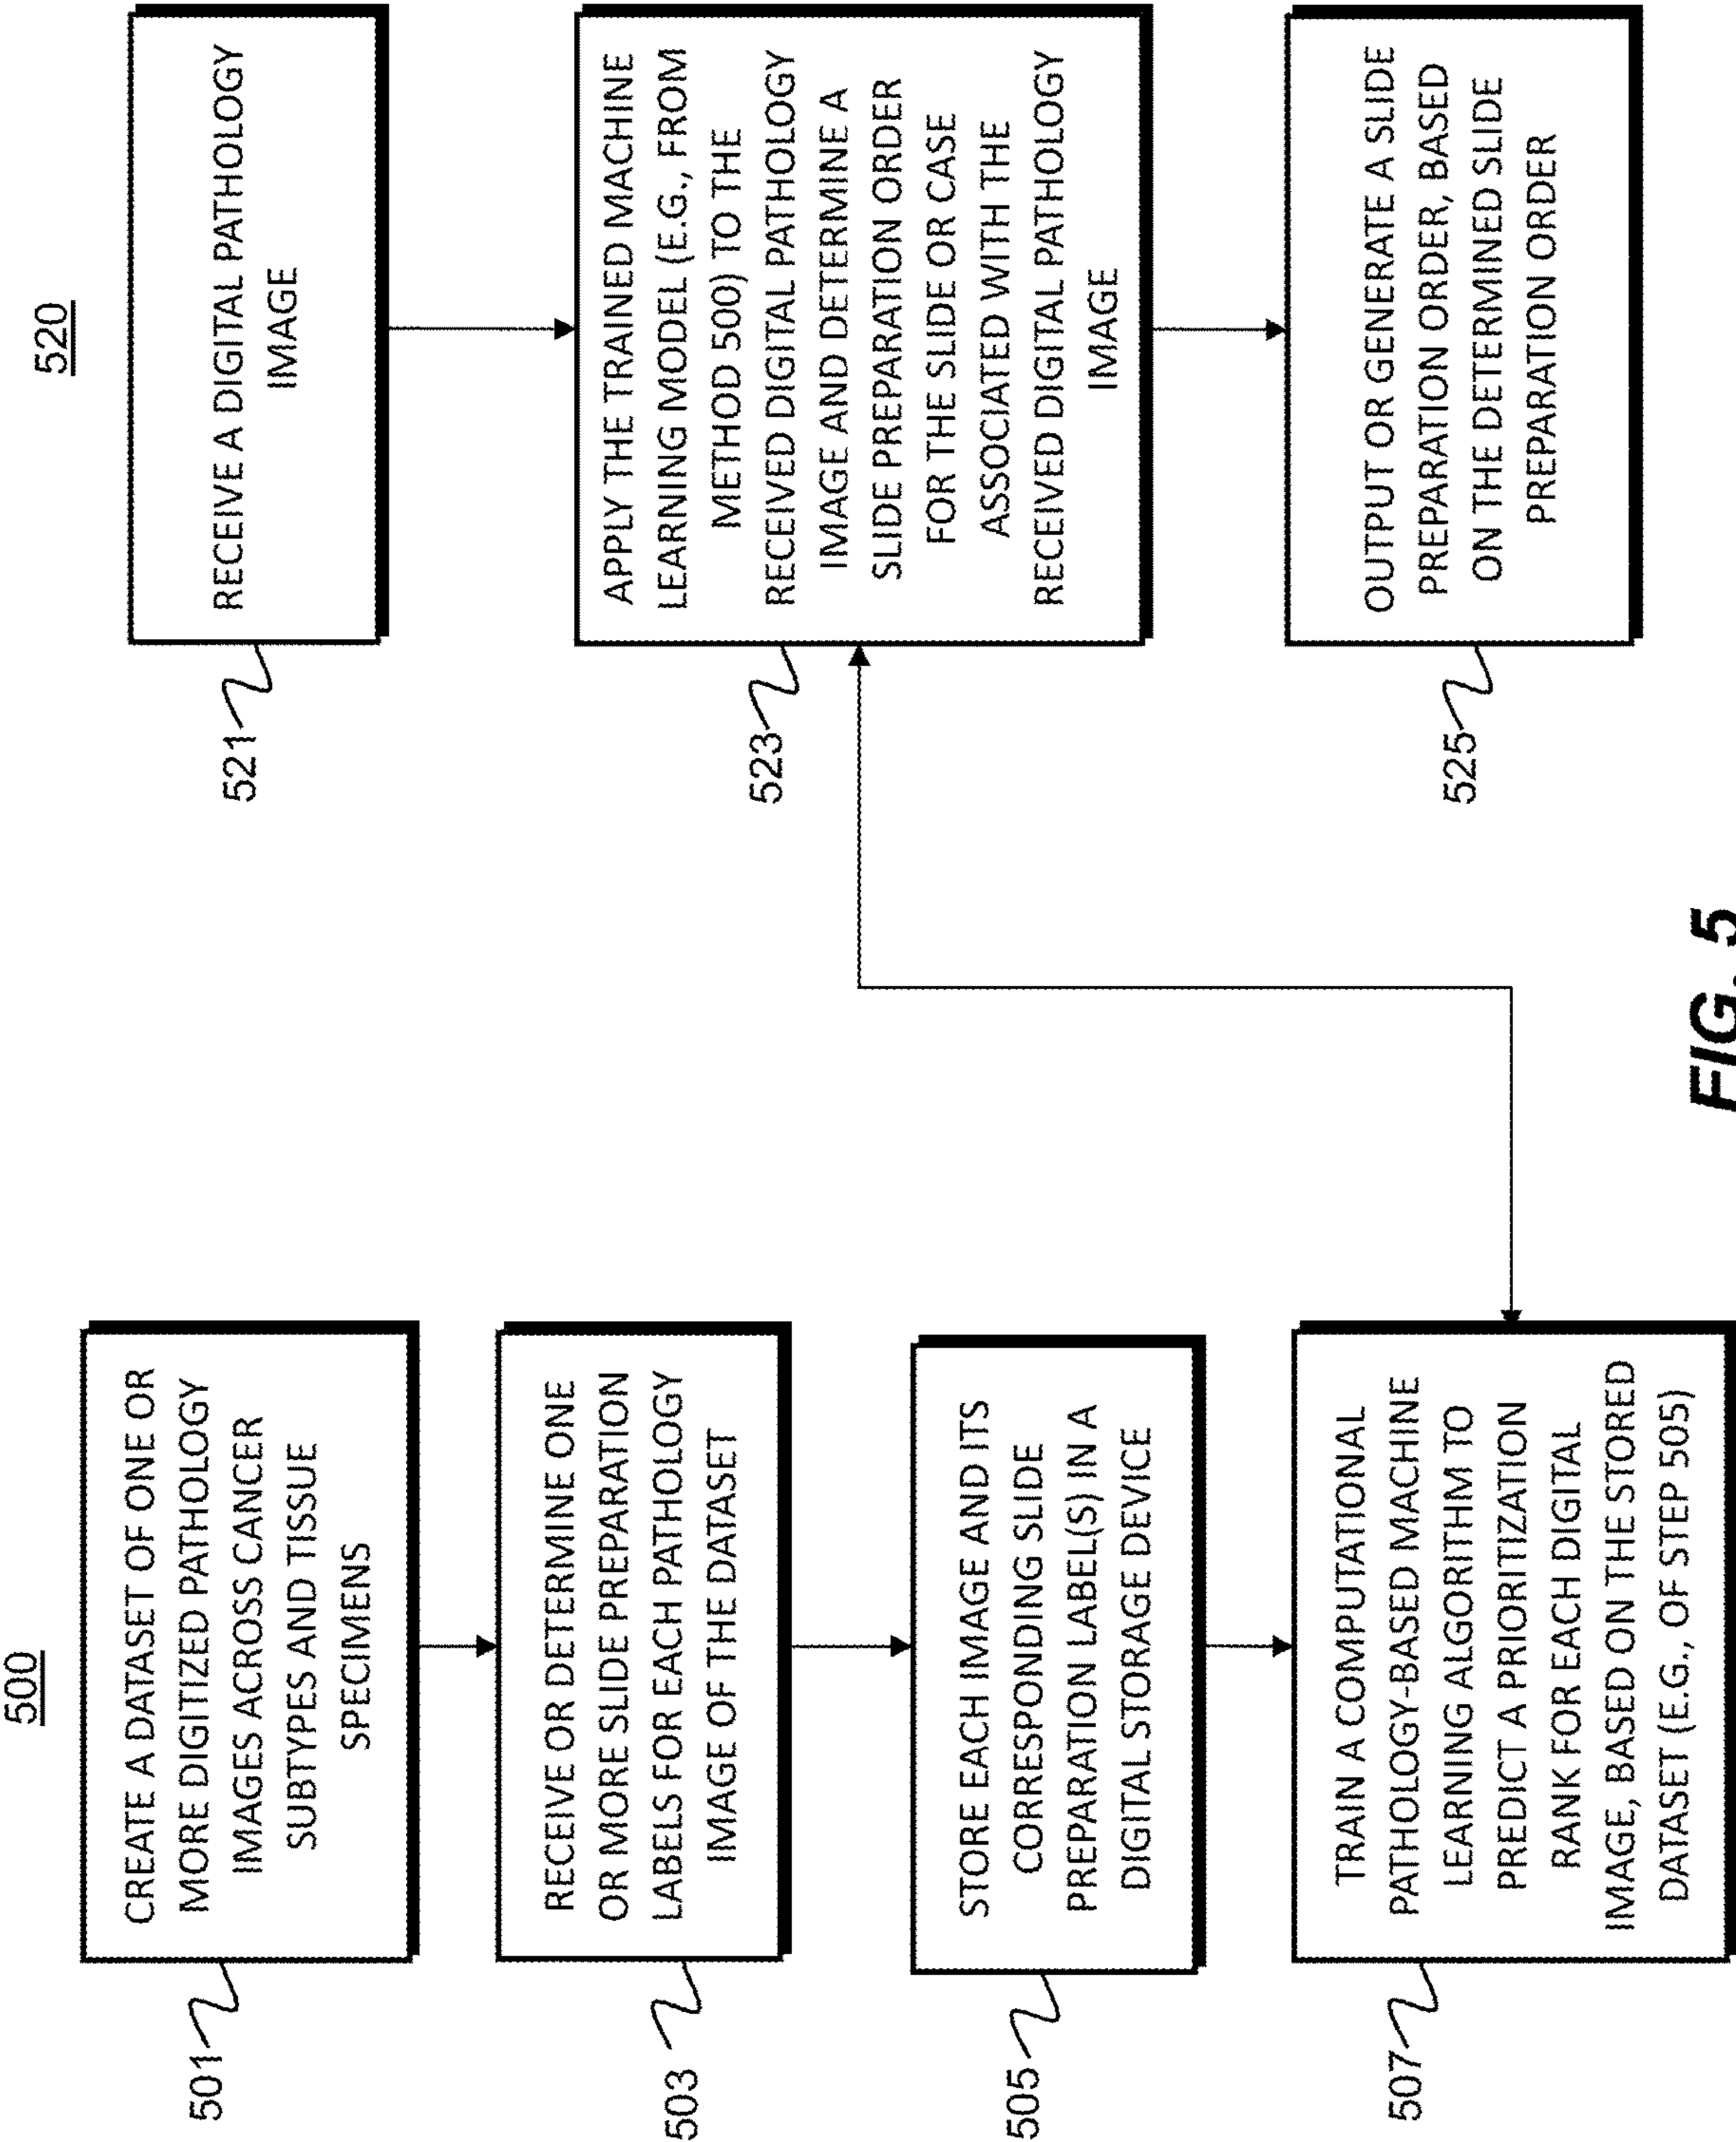 500
501
CREATE A DATASET OF ONE OR
MORE DIGITIZED PATHOLOGY
IMAGES ACROSS CANCER
SUBTYPES AND TISSUE
SPECIMENS
503
RECEIVE OR DETERMINE ONE
OR MORE SLIDE PREPARATION
LABELS FOR EACH PATHOLOGY
IMAGE OF THE DATASET
505
STORE EACH IMAGE AND ITS
CORRESPONDING SLIDE
PREPARATION LABEL(S) IN A
DIGITAL STORAGE DEVICE
507
TRAIN A COMPUTATIONAL
PATHOLOGY-BASED MACHINE
LEARNING ALGORITHM TO
PREDICT A PRIORITIZATION
RANK FOR EACH DIGITAL
IMAGE, BASED ON THE STORED
DATASET (E.G., OF STEP 505)
520
521
RECEIVE A DIGITAL PATHOLOGY
IMAGE
523
APPLY THE TRAINED MACHINE
LEARNING MODEL (E.G., FROM
METHOD 500) TO THE
RECEIVED DIGITAL PATHOLOGY
IMAGE AND DETERMINE A
SLIDE PREPARATION ORDER
FOR THE SLIDE OR CASE
ASSOCIATED WITH THE
RECEIVED DIGITAL PATHOLOGY
IMAGE
525
OUTPUT OR GENERATE A SLIDE
PREPARATION ORDER, BASED
ON THE DETERMINED SLIDE
PREPARATION ORDER
FIG. 5